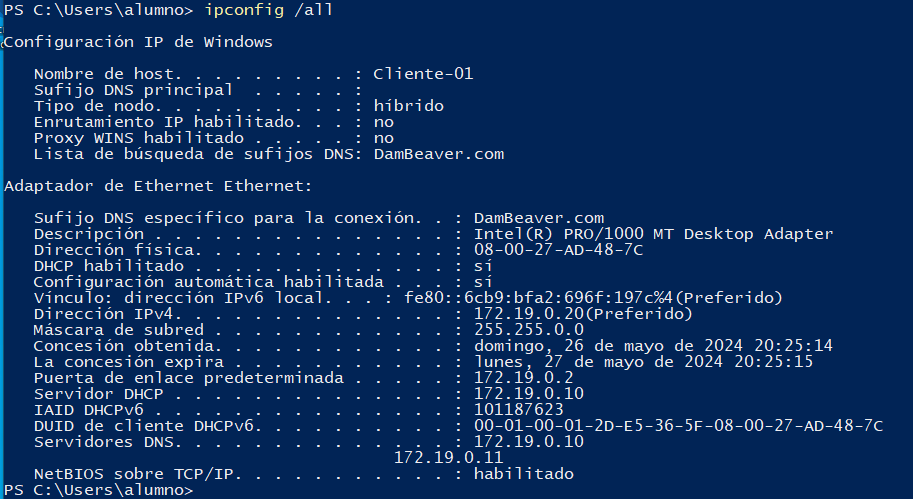 PS C:\Users\alumno> ipconfig /all
Configuración IP de Windows
Nombre de host. . . . . . . . . : Cliente-01
Sufijo DNS principal  . . . . . :
Tipo de nodo. . . . . . . . . . : híbrido
Enrutamiento IP habilitado. . . : no
Proxy WINS habilitado . . . . . : no
Lista de búsqueda de sufijos DNS: DamBeaver.com
Adaptador de Ethernet Ethernet:
Sufijo DNS específico para la conexión. . : DamBeaver.com
Descripción . . . . . . . . . . . . . . . : Intel(R) PRO/1000 MT Desktop Adapter
Dirección física. . . . . . . . . . . . . : 08-00-27-AD-48-7C
DHCP habilitado . . . . . . . . . . . . . : sí
Configuración automática habilitada . . . : sí
Vínculo: dirección IPv6 local. . . : fe80::6cb9:bfa2:696f:197c%4(Preferido)
Dirección IPv4. . . . . . . . . . . . . . : 172.19.0.20(Preferido)
Máscara de subred . . . . . . . . . . . . : 255.255.0.0
Concesión obtenida. . . . . . . . . . . . : domingo, 26 de mayo de 2024 20:25:14
La concesión expira . . . . . . . . . . . : lunes, 27 de mayo de 2024 20:25:15
Puerta de enlace predeterminada . . . . . : 172.19.0.2
Servidor DHCP . . . . . . . . . . . . . . : 172.19.0.10
IAID DHCPv6 . . . . . . . . . . . . . . . : 101187623
DUID de cliente DHCPv6. . . . . . . . . . : 00-01-00-01-2D-E5-36-5F-08-00-27-AD-48-7C
Servidores DNS. . . . . . . . . . . . . . : 172.19.0.10
172.19.0.11
NetBIOS sobre TCP/IP. . . . . . . . . . . : habilitado
PS C:\Users\alumno>